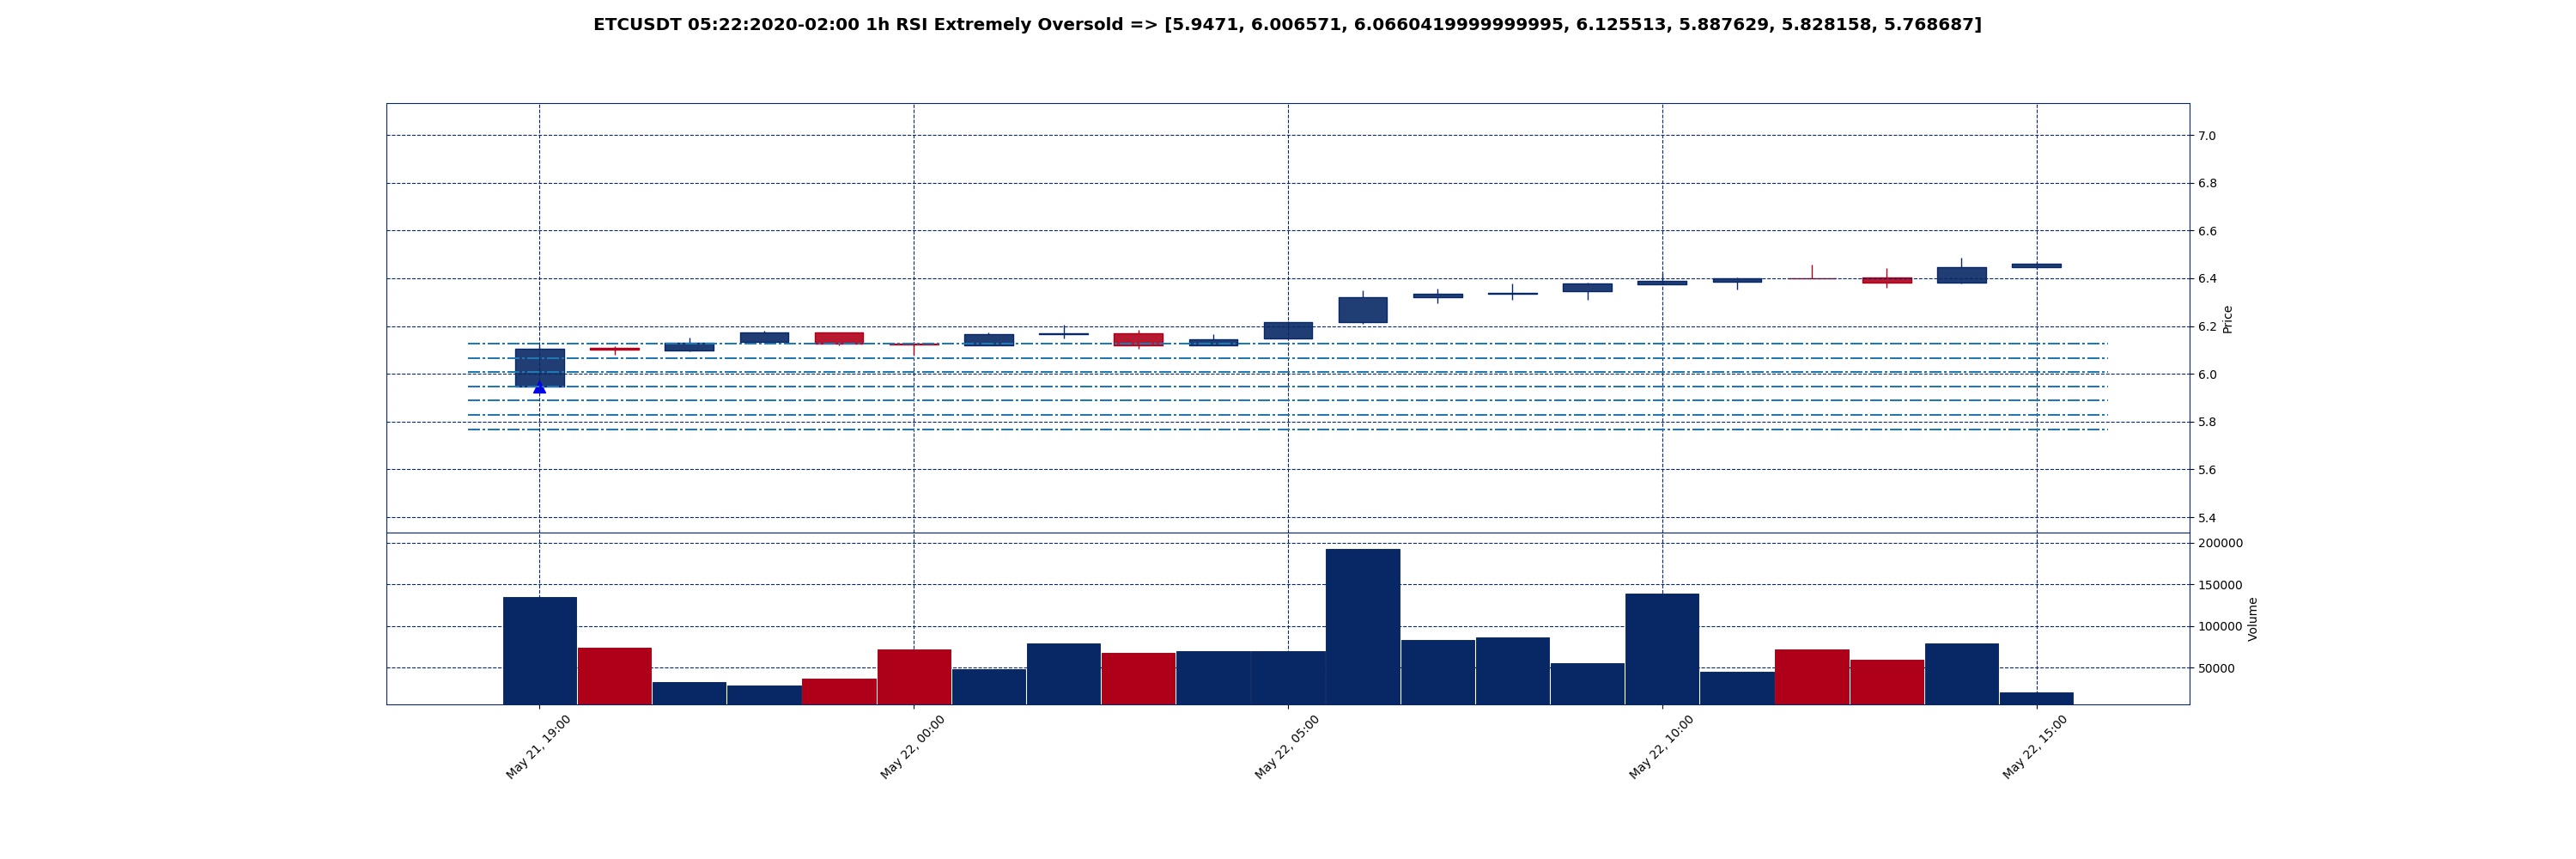 ETCUSDT 05:22:2020-02:00 1h RSI Extremely Oversold => [5.9471, 6.006571, 6.0660419999999995, 6.125513, 5.887629, 5.828158, 5.768687]
7.0
6.8
6.6
6.4
6.2
6.0
5.8
5.6
5.4
Price
200000
150000
100000
50000
Volume
May 21, 19:00
May 22, 00:00
May 22, 05:00
May 22, 10:00
May 22, 15:00